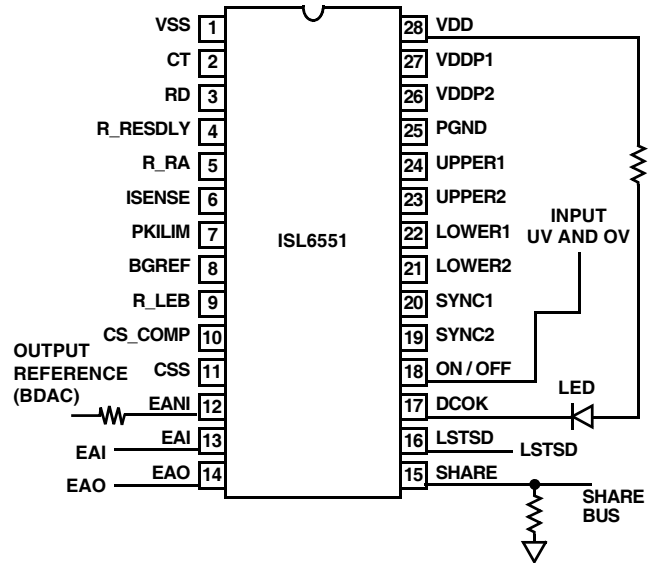 VSS 1
CT 2
RD 3
R_RESDLY 4
R_RA 5
ISENSE 6
PKILIM 7
BGREF 8
R_LEB 9
CS_COMP 10
CSS 11
EANI 12
EAI 13
EAO 14
OUTPUT
REFERENCE
(BDAC)
EAI
EAO
ISL6551
28 VDD
27 VDDP1
26 VDDP2
25 PGND
24 UPPER1
23 UPPER2
22 LOWER1
21 LOWER2
20 SYNC1
19 SYNC2
18 ON / OFF
17 DCOK
16 LSTSD
15 SHARE
INPUT
UV AND OV
LED
LSTSD
SHARE
BUS